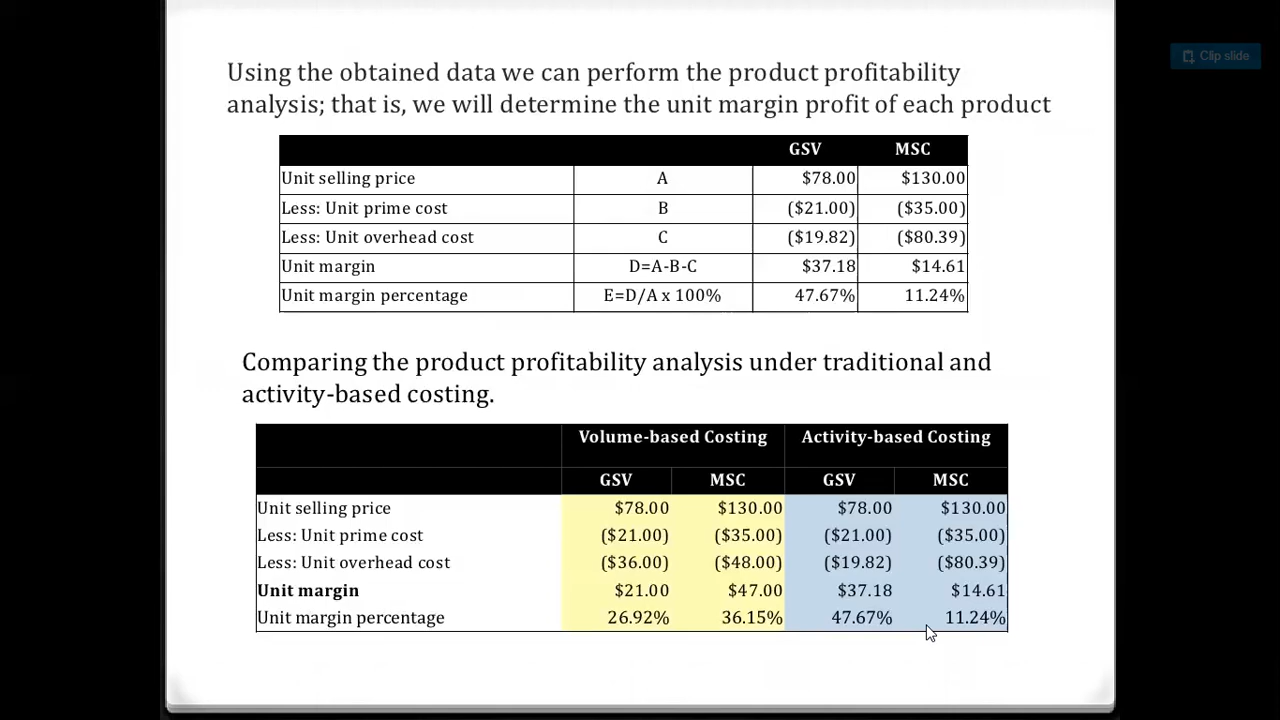 Clip slide
Using the obtained data we can perform the product profitability
analysis; that is, we will determine the unit margin profit of each product
GSV MSC
Unit selling price A $78.00 $130.00
Less: Unit prime cost B ($21.00) ($35.00)
Less: Unit overhead cost C ($19.82) ($80.39)
Unit margin D=A-B-C $37.18 $14.61
Unit margin percentage E=D/A x 100% 47.67% 11.24%
Comparing the product profitability analysis under traditional and
activity-based costing.
Volume-based Costing Activity-based Costing
GSV MSC GSV MSC
Unit selling price $78.00 $130.00 $78.00 $130.00
Less: Unit prime cost ($21.00) ($35.00) ($21.00) ($35.00)
Less: Unit overhead cost ($36.00) ($48.00) ($19.82) ($80.39)
Unit margin $21.00 $47.00 $37.18 $14.61
Unit margin percentage 26.92% 36.15% 47.67% 11.24%